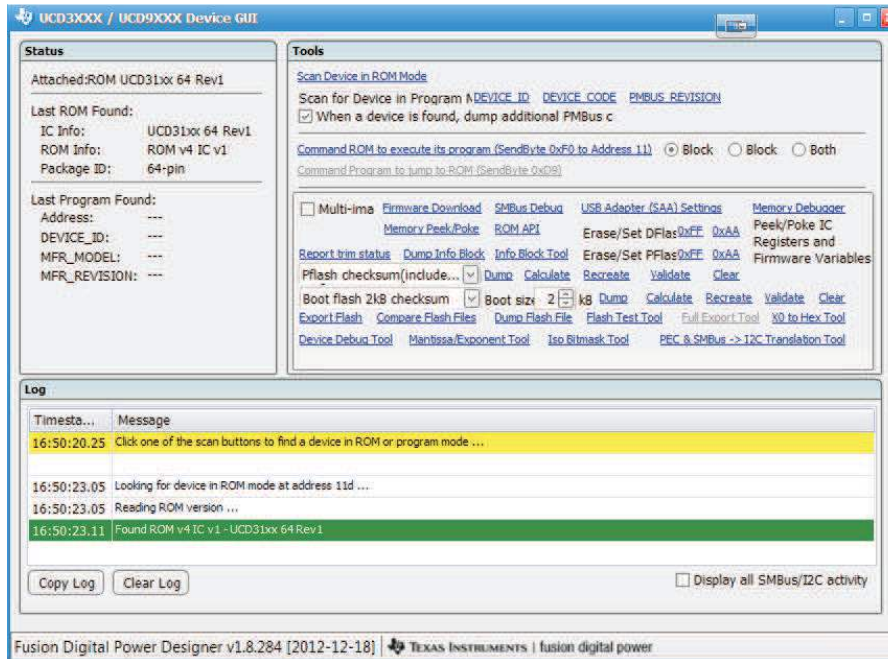 UCD3XXX / UCD9XXX Device GUI
Status
Attached:ROM UCD31xx 64 Rev1
Last ROM Found:
IC Info: UCD31xx 64 Rev1
ROM Info: ROM v4 IC v1
Package ID: 64-pin
Last Program Found:
Address: ---
DEVICE_ID: ---
MFR_MODEL: ---
MFR_REVISION: ---
Tools
Scan Device in ROM Mode
Scan for Device in Program M DEVICE_ID DEVICE_CODE PMBUS_REVISION
When a device is found, dump additional PMBus c
Command ROM to execute its program (SendByte 0xF0 to Address 11) Block Block Both
Command Program to jump to ROM (SendByte 0xD9)
Multi-ima Firmware Download SMBus Debug USB Adapter (SAA) Settings Memory Debugger
Memory Peek/Poke ROM API Erase/Set DFlas 0xFF 0xAA Peek/Poke IC
Registers and
Report trim status Dump Info Block Info Block Tool Erase/Set PFlas 0xFF 0xAA Firmware Variables
Pflash checksum(include... Dump Calculate Recreate Validate Clear
Boot flash 2kB checksum Boot size 2 kB Dump Calculate Recreate Validate Clear
Export Flash Compare Flash Files Dump Flash File Flash Test Tool Full Export Tool X0 to Hex Tool
Device Debug Tool Mantissa/Exponent Tool Iso Bitmask Tool PEC & SMBus -> I2C Translation Tool
Log
Timesta... Message
16:50:20.25 Click one of the scan buttons to find a device in ROM or program mode ...
16:50:23.05 Looking for device in ROM mode at address 11d ...
16:50:23.05 Reading ROM version ...
16:50:23.11 Found ROM v4 IC v1 - UCD31xx 64 Rev1
Copy Log Clear Log Display all SMBus/I2C activity
Fusion Digital Power Designer v1.8.284 [2012-12-18] TEXAS INSTRUMENTS | fusion digital power